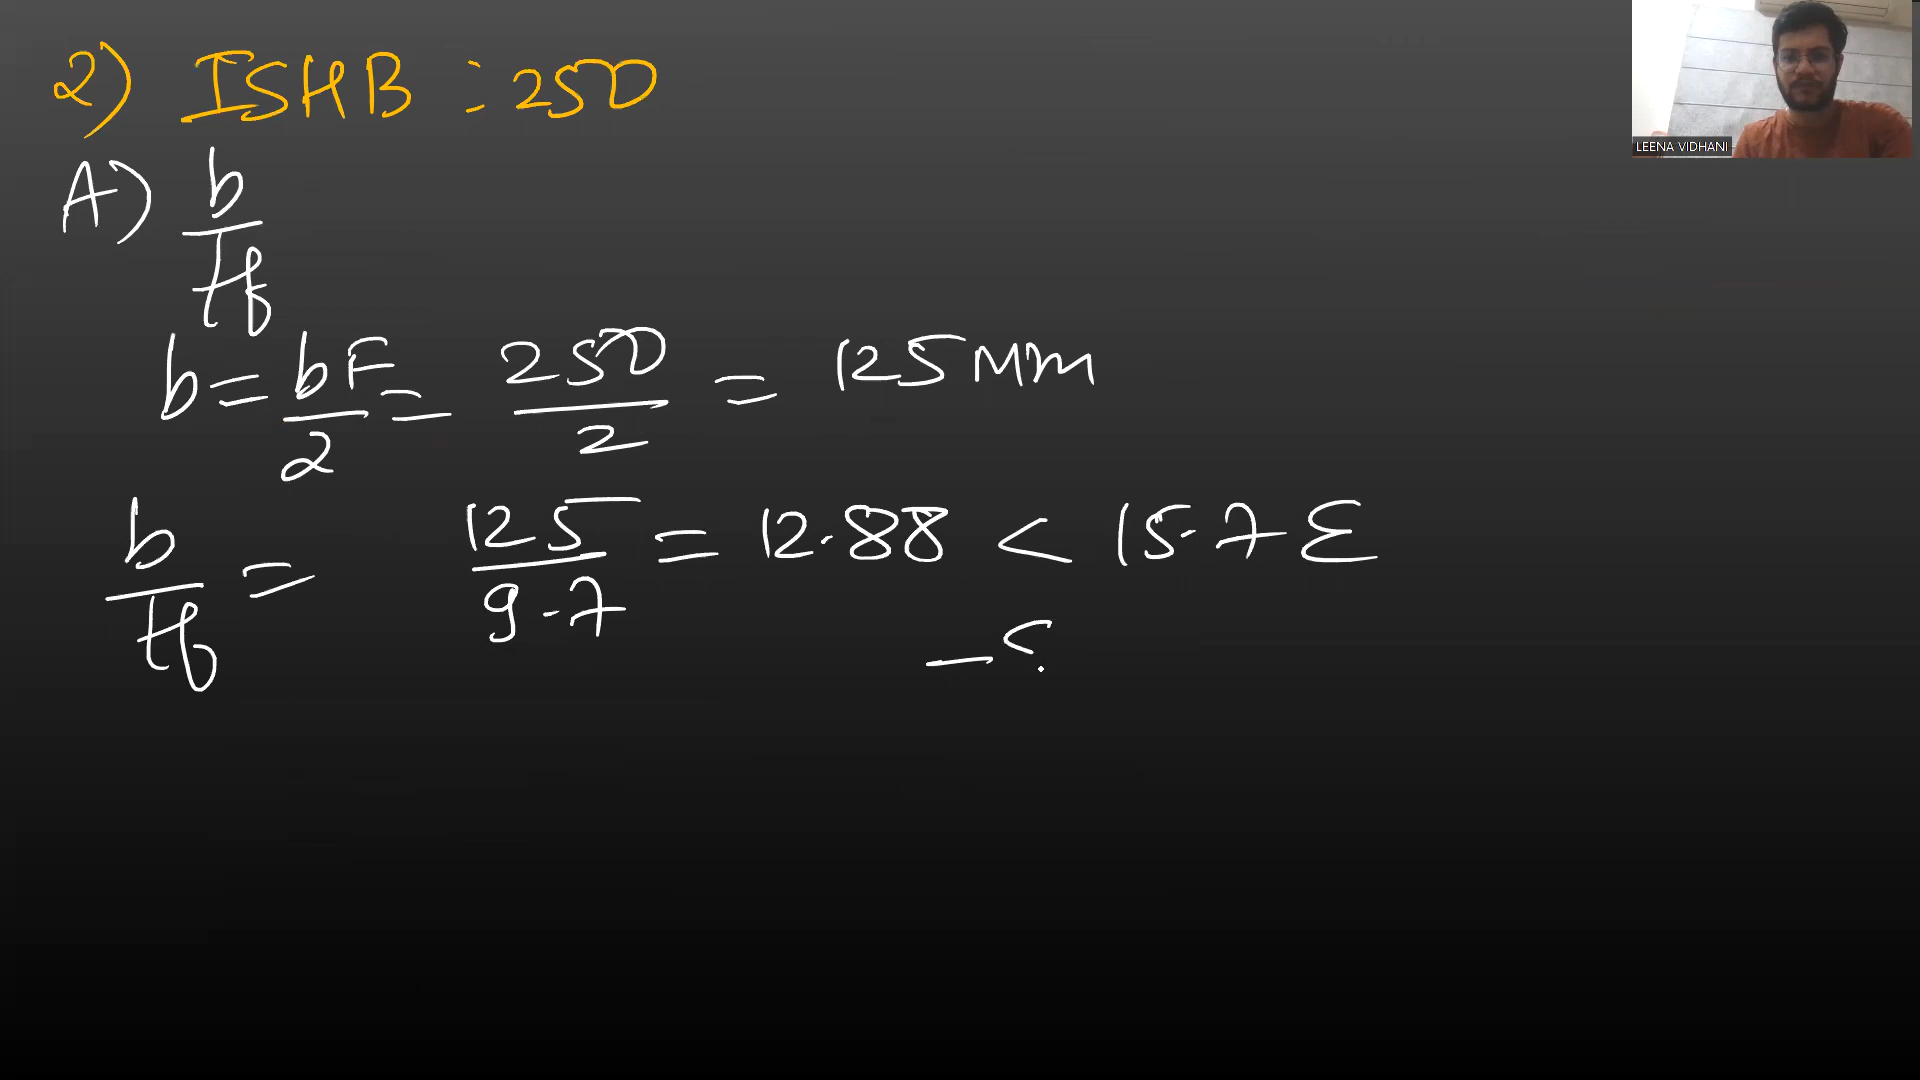 2) ISHB : 250
A) b/tf
b = bF/2 = 250/2 = 125 MM
b/tf = 125/9.7 = 12.88 < 15.7 ε
LEENA VIDHANI